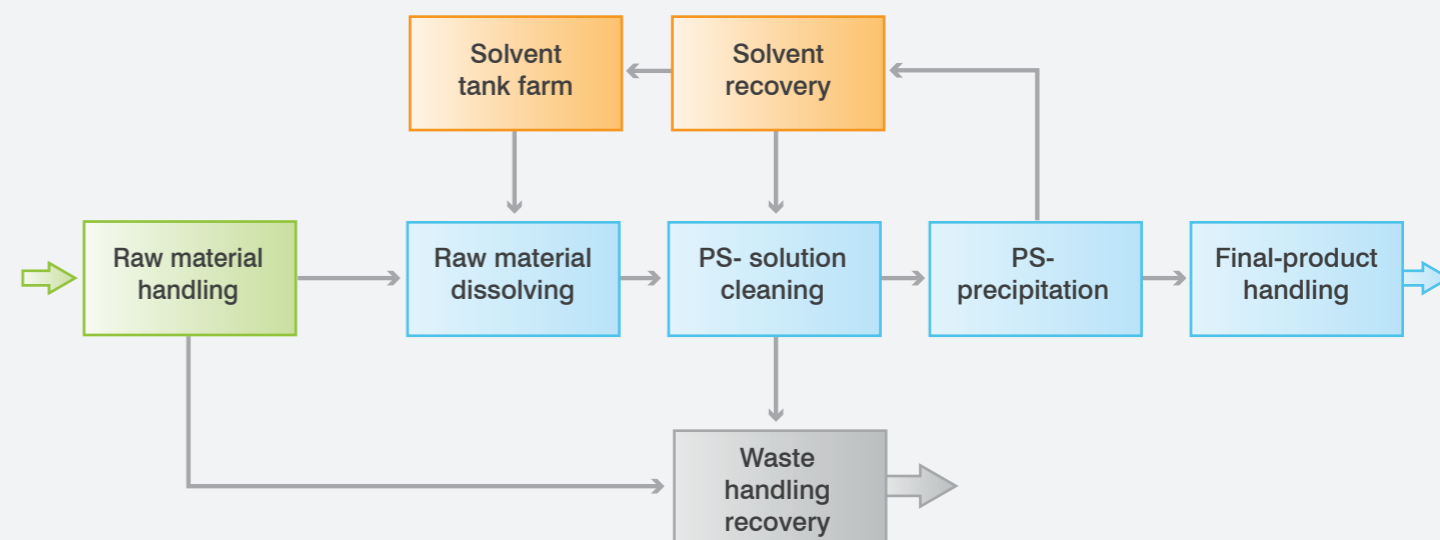 Solvent
tank farm
Solvent
recovery
Raw material
handling
Raw material
dissolving
PS- solution
cleaning
PS-
precipitation
Final-product
handling
Waste
handling
recovery